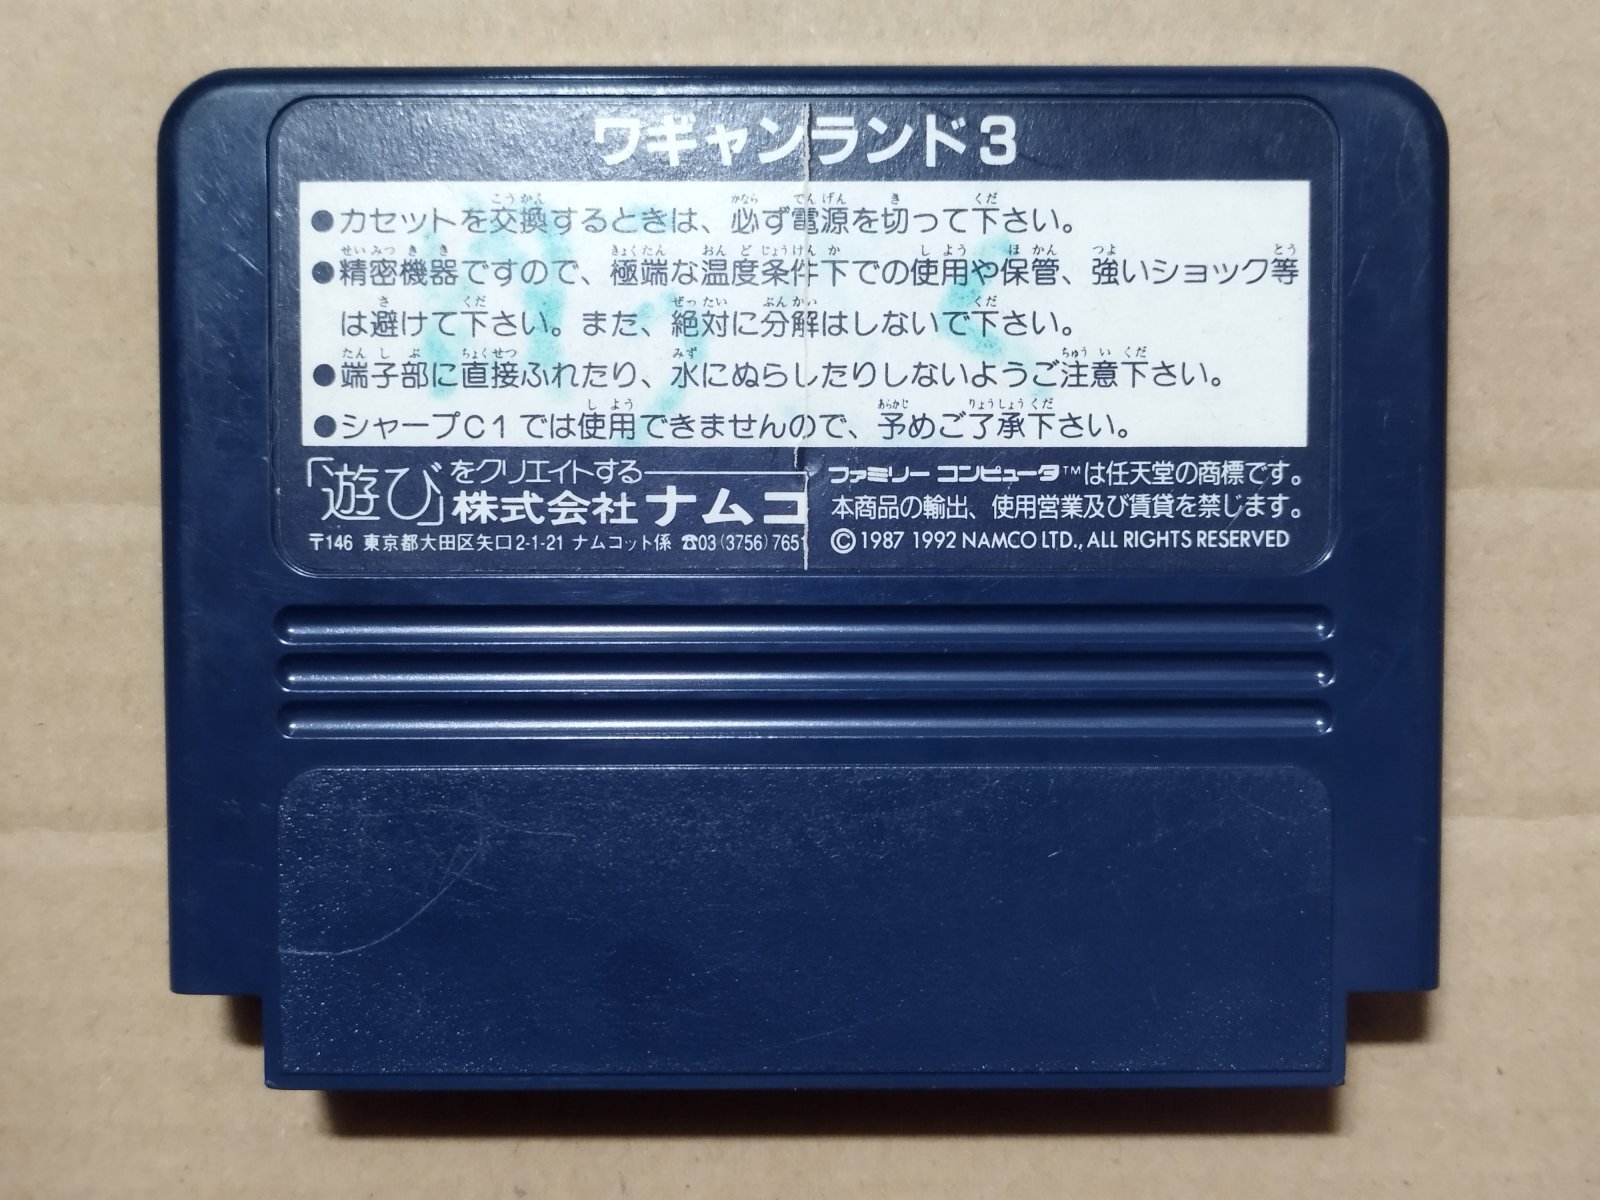 ワギャンランド3
●カセットを交換するときは、必ず電源を切って下さい。
●精密機器ですので、極端な温度条件下での使用や保管、強いショック等
は避けて下さい。また、絶対に分解はしないで下さい。
●端子部に直接ふれたり、水にぬらしたりしないようご注意下さい。
●シャープC1では使用できませんので、予めご了承下さい。
「遊び」をクリエイトする
株式会社ナムコ
〒146 東京都大田区矢口2-1-21 ナムコット係 ☎03(3756)7651
ファミリーコンピュータ™は任天堂の商標です。
本商品の輸出、使用営業及び賃貸を禁じます。
©1987 1992 NAMCO LTD., ALL RIGHTS RESERVED